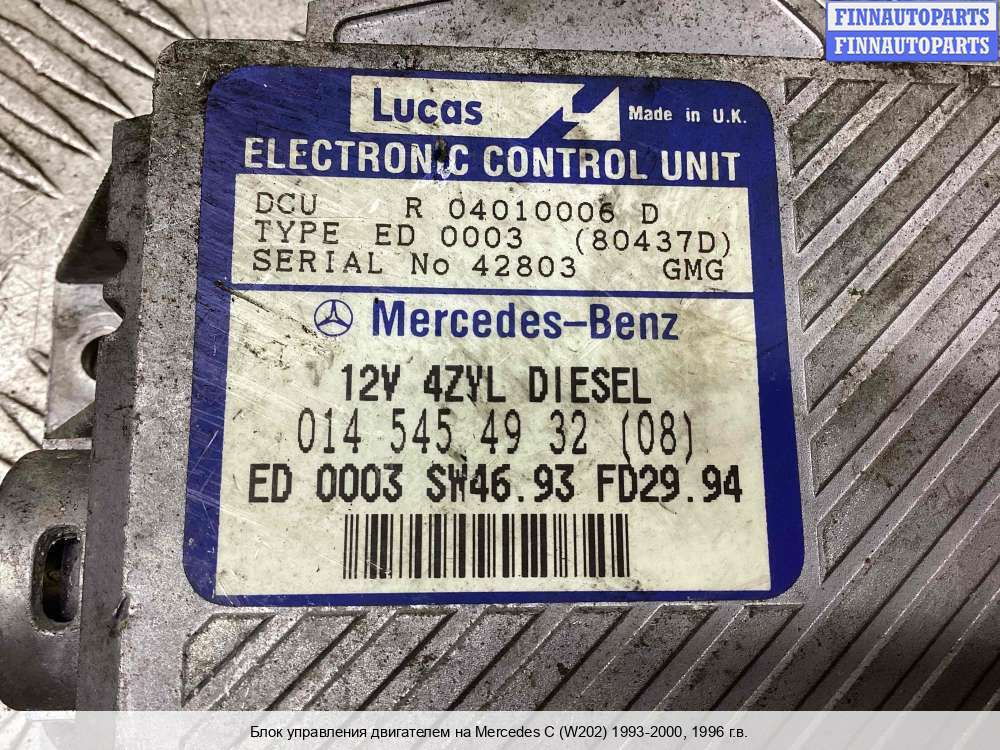 FINNAUTOPARTS
FINNAUTOPARTS
Lucas
Made in U.K.
ELECTRONIC CONTROL UNIT
DCU R 04010006 D
TYPE ED 0003 (80437D)
SERIAL No 42803 GMG
Mercedes-Benz
12V 4ZYL DIESEL
014 545 49 32 (08)
ED 0003 SW46.93 FD29.94
Блок управления двигателем на Mercedes C (W202) 1993-2000, 1996 г.в.